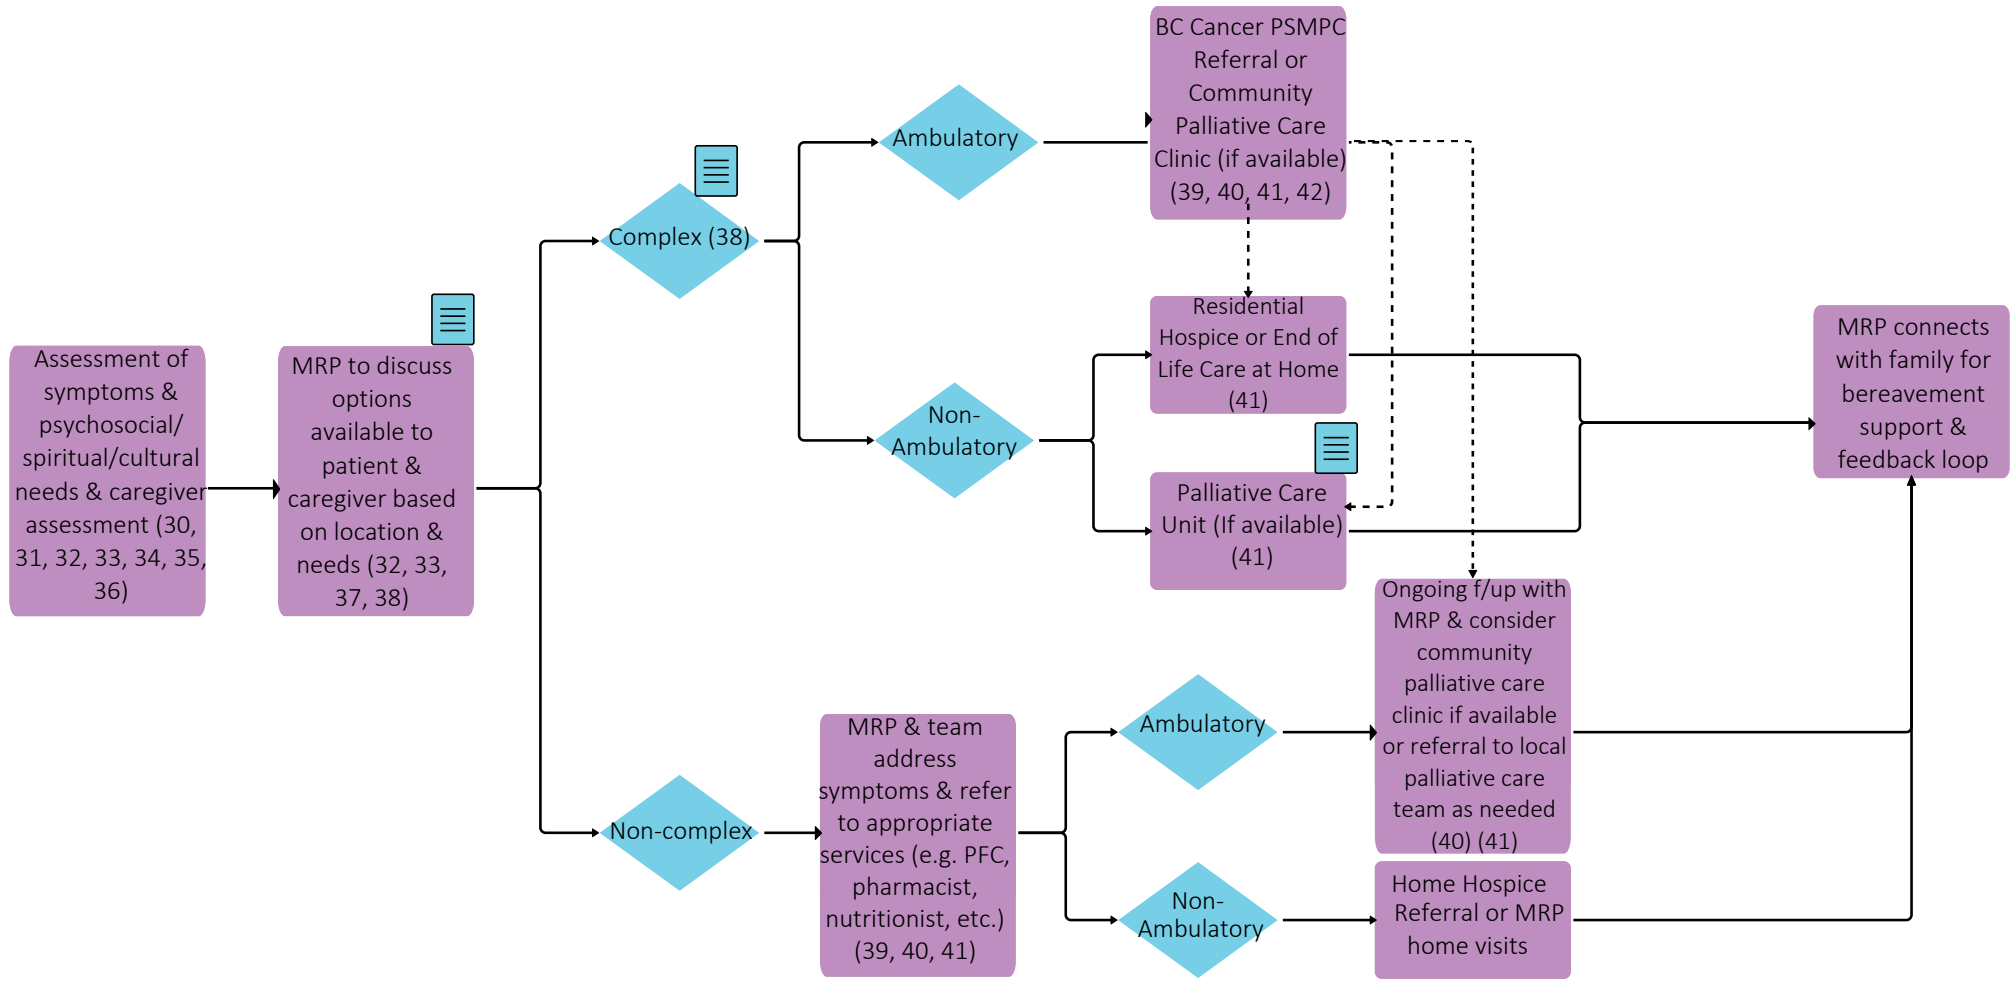 Assessment of
symptoms &
psychosocial/
spiritual/cultural
needs & caregiver
assessment (30,
31, 32, 33, 34, 35,
36)
MRP to discuss
options
available to
patient &
caregiver based
on location &
needs (32, 33,
37, 38)
Complex (38)
Ambulatory
BC Cancer PSMPC
Referral or
Community
Palliative Care
Clinic (if available)
(39, 40, 41, 42)
Non-
Ambulatory
Residential
Hospice or End of
Life Care at Home
(41)
Palliative Care
Unit (If available)
(41)
Non-complex
MRP & team
address
symptoms & refer
to appropriate
services (e.g. PFC,
pharmacist,
nutritionist, etc.)
(39, 40, 41)
Ambulatory
Ongoing f/up with
MRP & consider
community
palliative care
clinic if available
or referral to local
palliative care
team as needed
(40) (41)
Non-
Ambulatory
Home Hospice
Referral or MRP
home visits
MRP connects
with family for
bereavement
support &
feedback loop